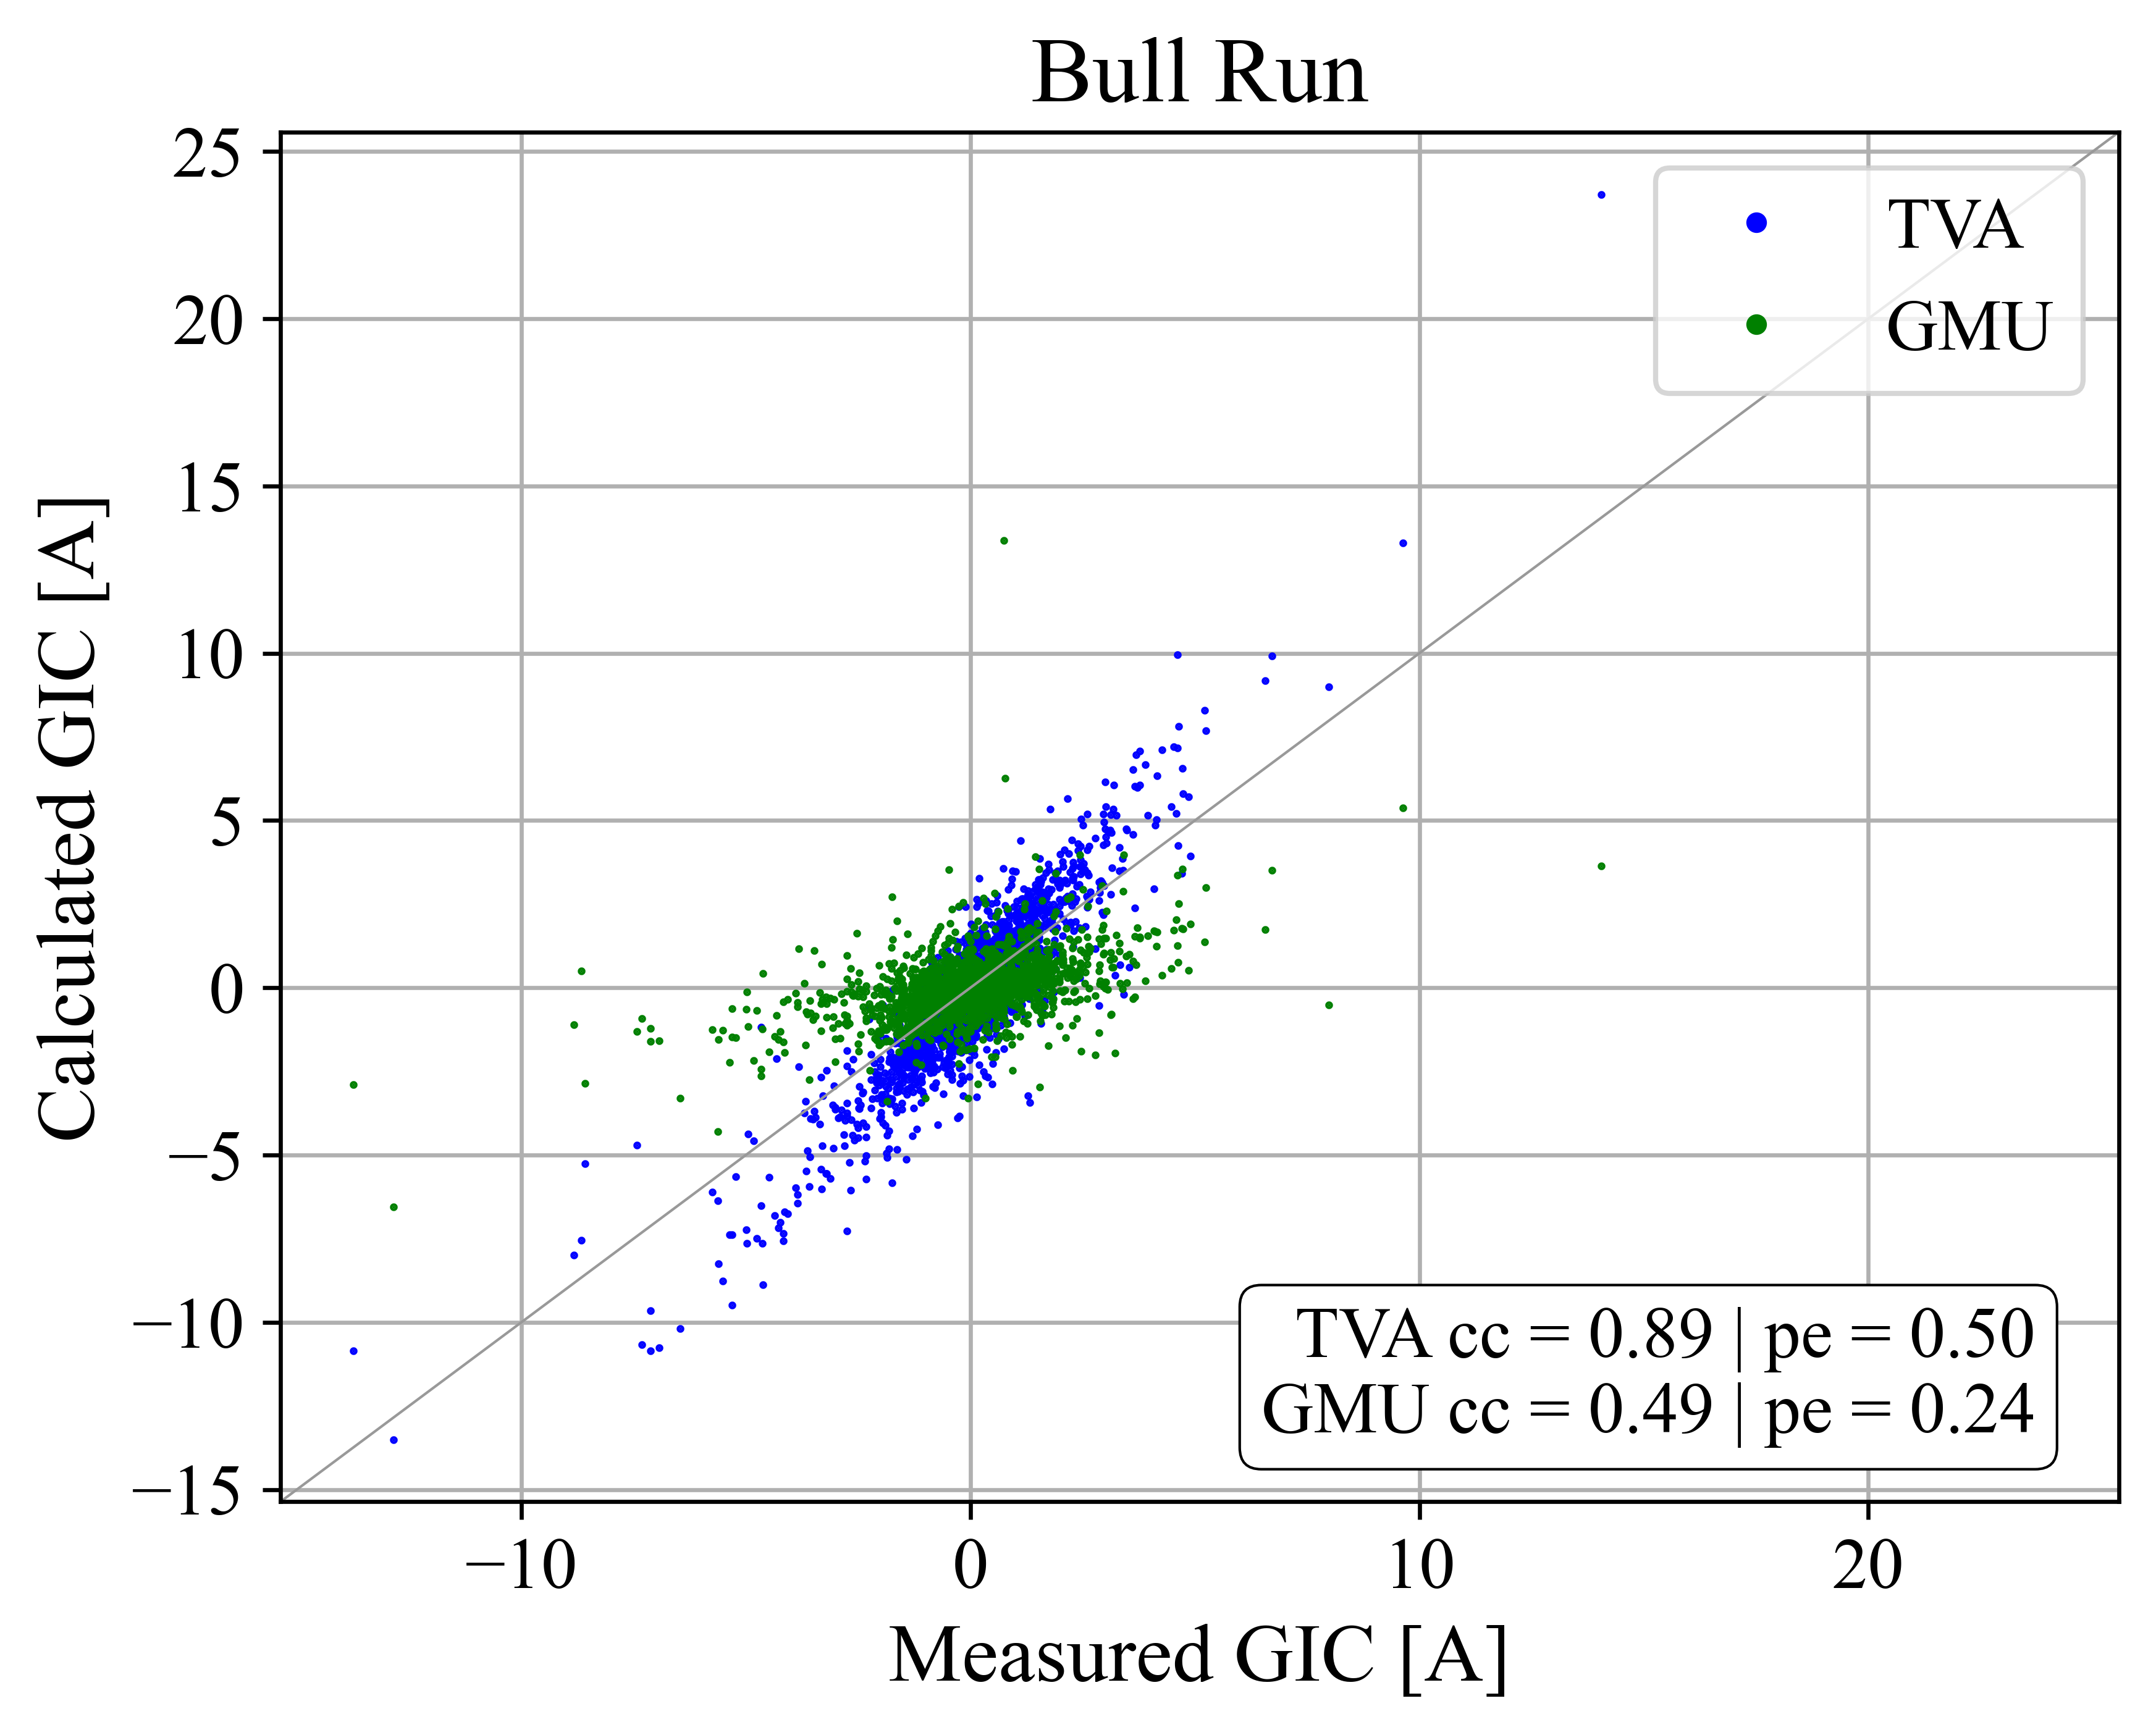 Bull Run
25
20
15
10
5
0
−5
−10
−15
Calculated GIC [A]
TVA
GMU
TVA cc = 0.89 | pe = 0.50
GMU cc = 0.49 | pe = 0.24
−10 0 10 20
Measured GIC [A]